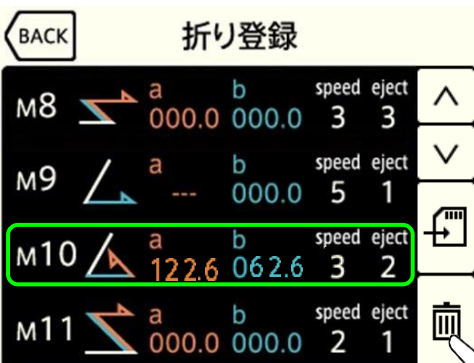 BACK 折り登録
M8 a 000.0 b 000.0 speed 3 eject 3
M9 a --- b 000.0 speed 5 eject 1
M10 a 122.6 b 062.6 speed 3 eject 2
M11 a 000.0 b 000.0 speed 2 eject 1